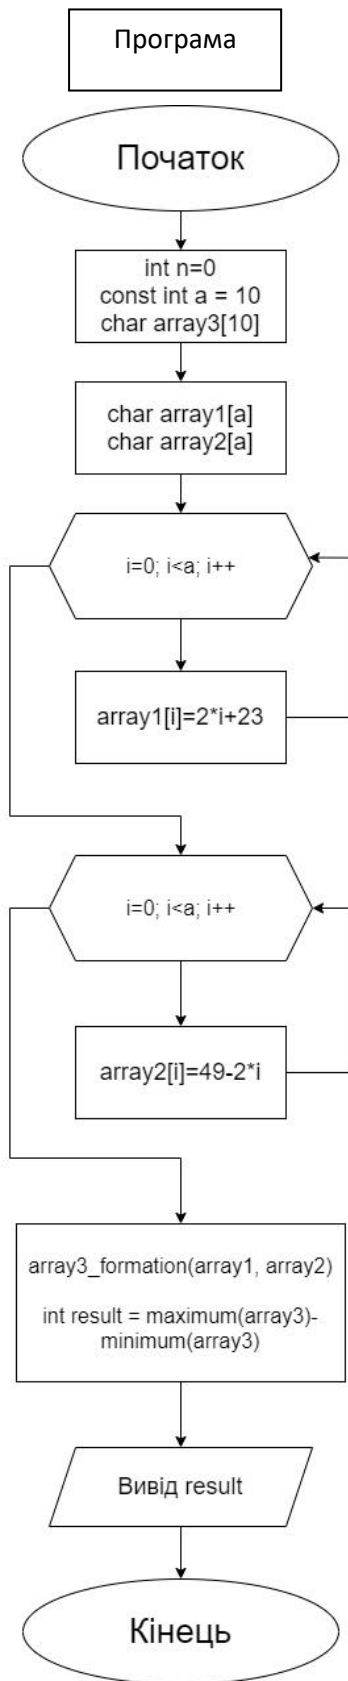 Програма
Початок
int n=0
const int a = 10
char array3[10]
char array1[a]
char array2[a]
i=0; i<a; i++
array1[i]=2*i+23
i=0; i<a; i++
array2[i]=49-2*i
array3_formation(array1, array2)
int result = maximum(array3)-
minimum(array3)
Вивід result
Кінець